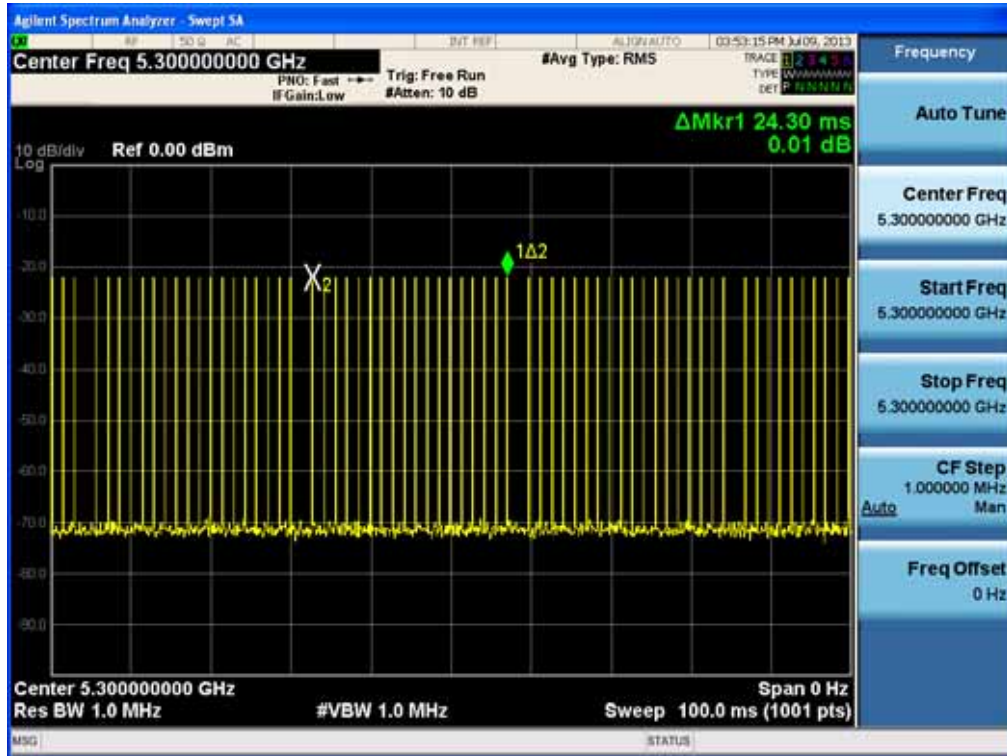 Agilent Spectrum Analyzer - Swept SA
RF 50 Ω AC INT REF ALIGN AUTO 03:53:15 PM Jul 09, 2013
Center Freq 5.300000000 GHz
PNO: Fast
IFGain:Low
Trig: Free Run
#Atten: 10 dB
#Avg Type: RMS
TRACE 1 2 3 4 5 6
TYPE
DET P N N N N N
ΔMkr1 24.30 ms
0.01 dB
10 dB/div Ref 0.00 dBm
Log
-10.0
-20.0
-30.0
-40.0
-50.0
-60.0
-70.0
-80.0
-90.0
X2
1Δ2
Center 5.300000000 GHz
Span 0 Hz
Res BW 1.0 MHz
#VBW 1.0 MHz
Sweep 100.0 ms (1001 pts)
MSG
STATUS
Frequency
Auto Tune
Center Freq
5.300000000 GHz
Start Freq
5.300000000 GHz
Stop Freq
5.300000000 GHz
CF Step
1.000000 MHz
Auto Man
Freq Offset
0 Hz